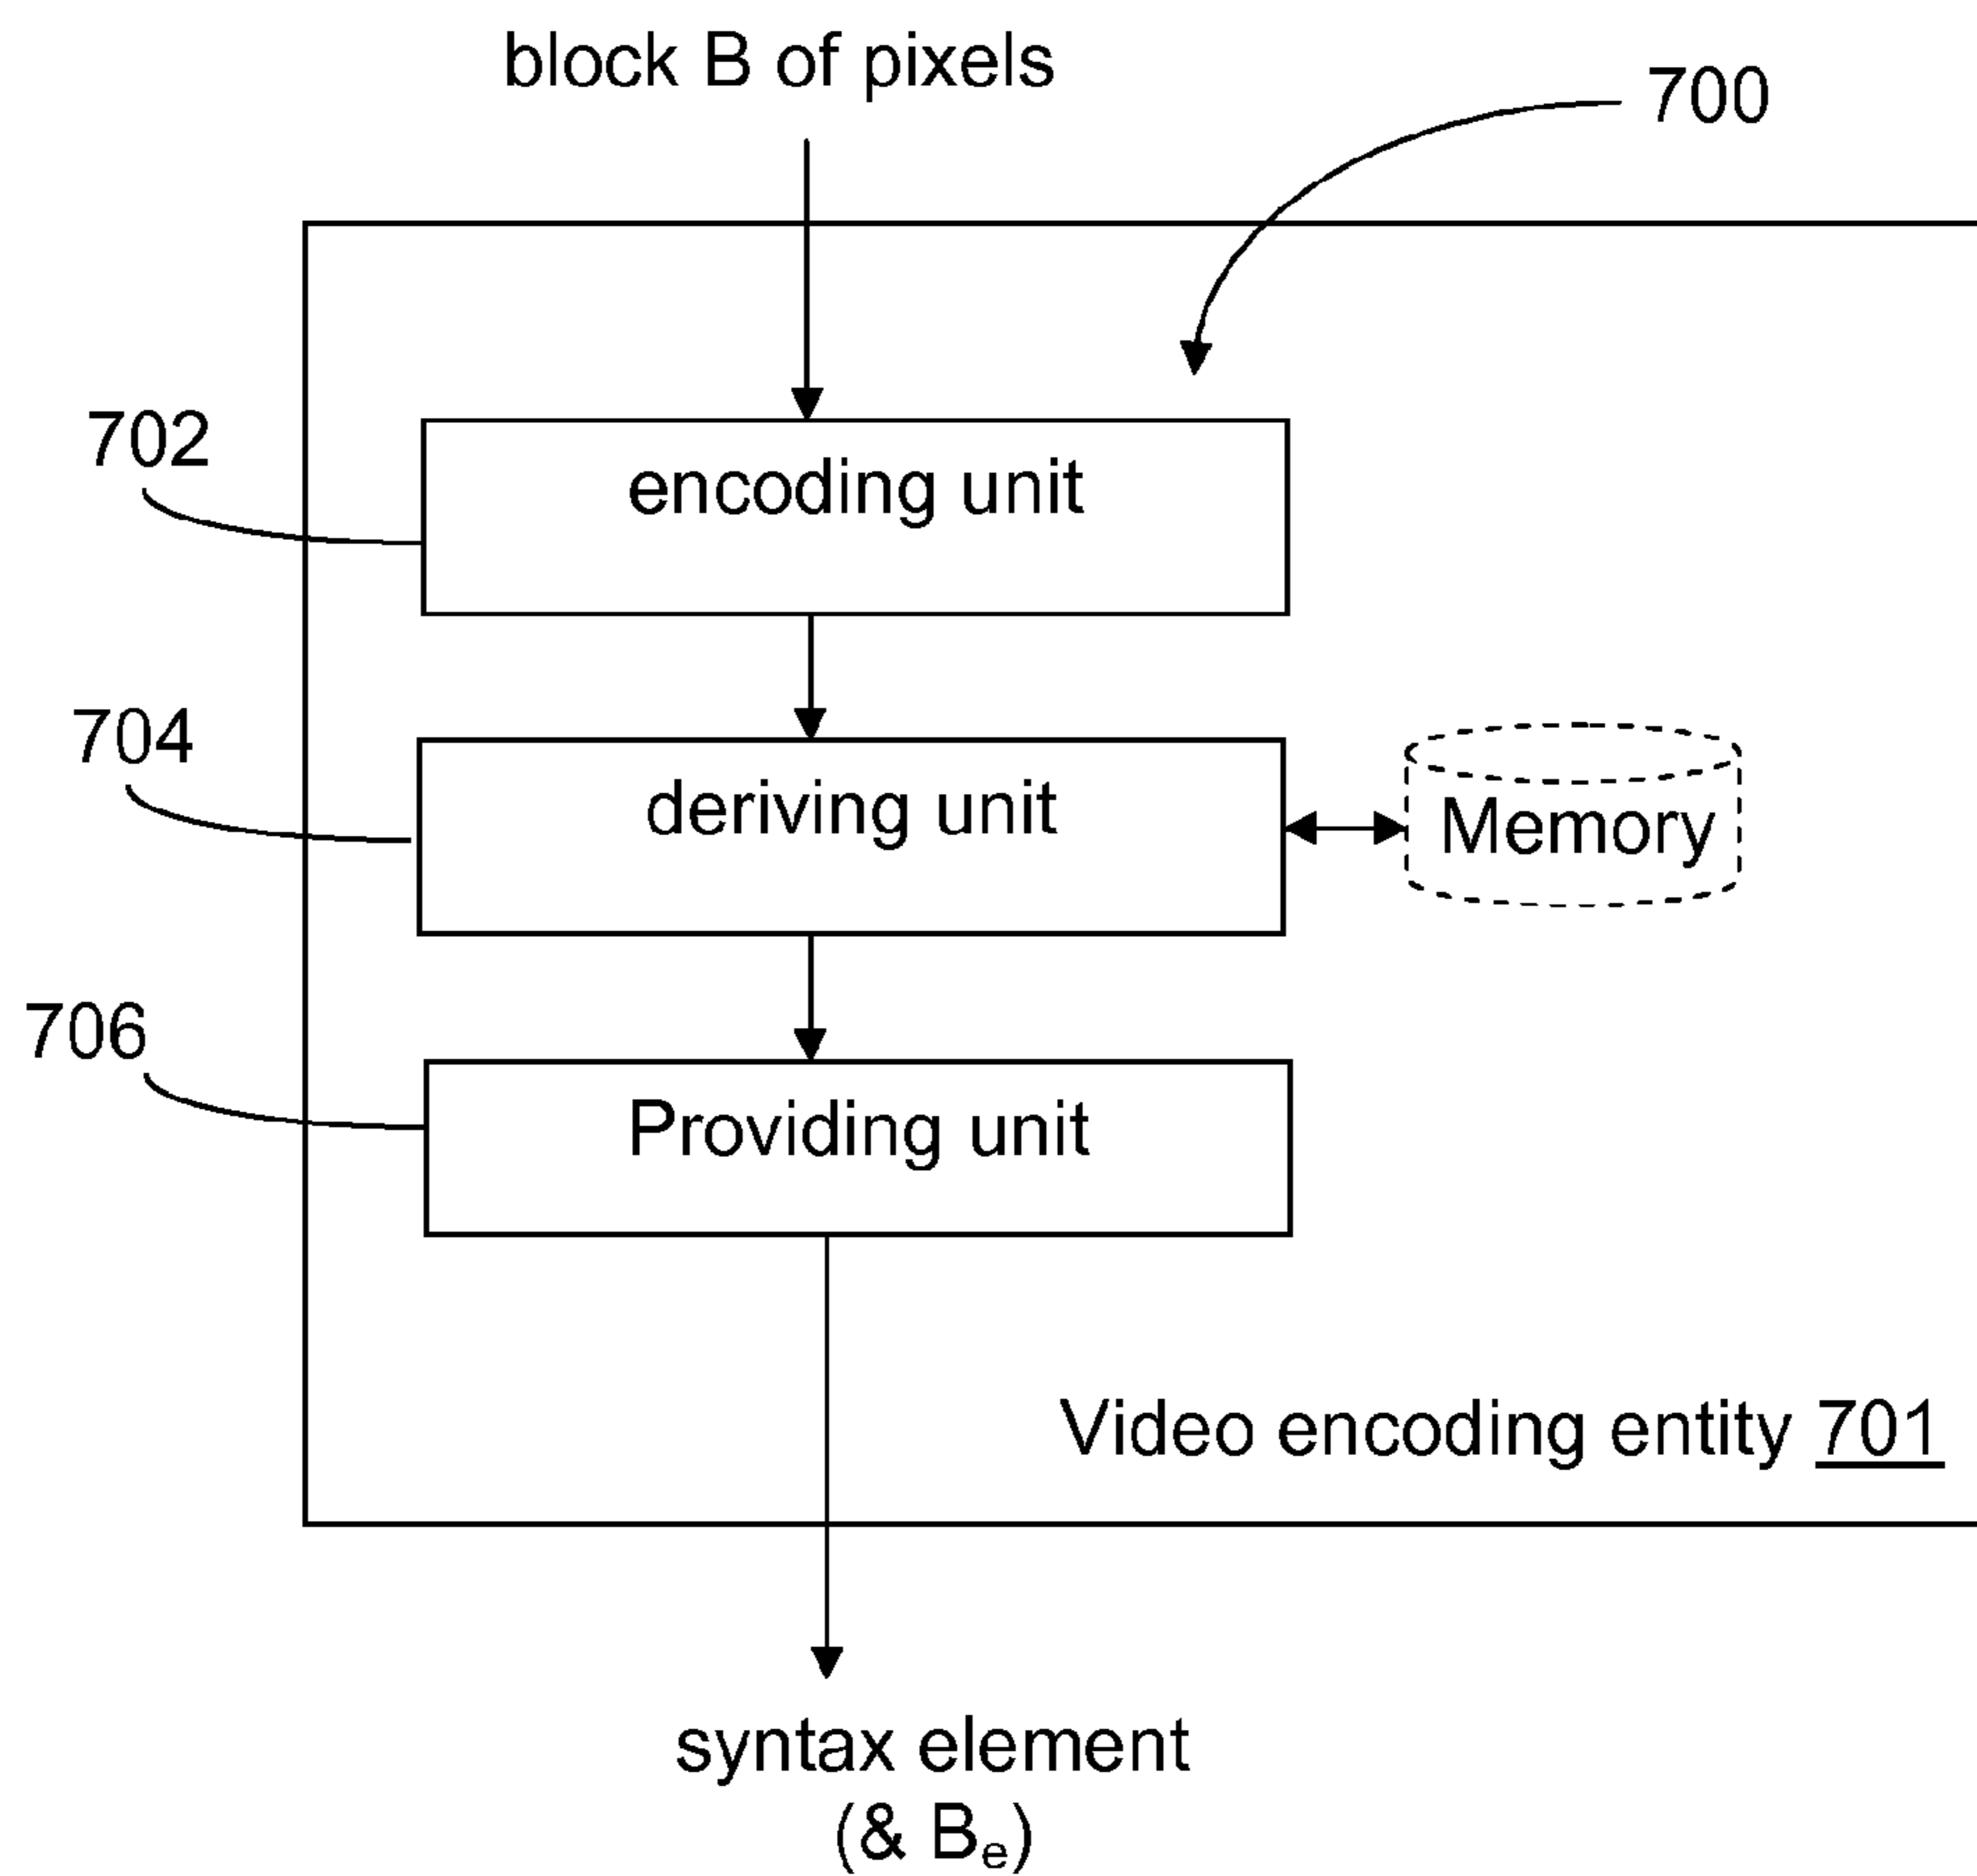 block B of pixels
700
702
encoding unit
704
deriving unit
Memory
706
Providing unit
Video encoding entity 701
syntax element
(& Be)